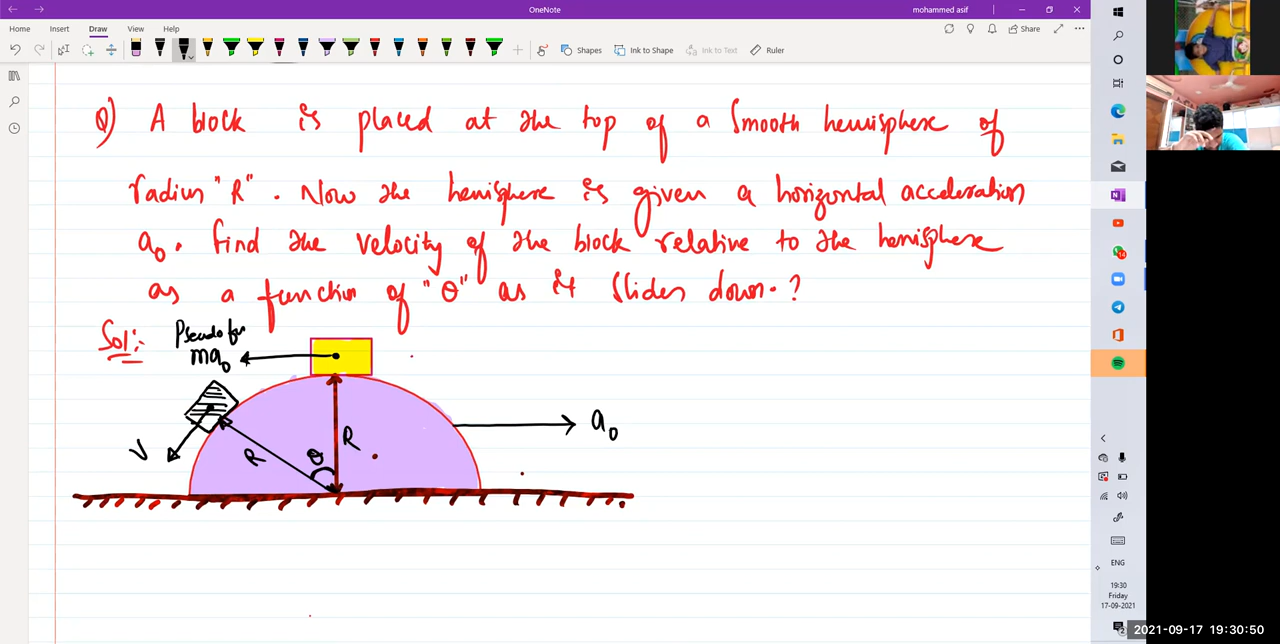 OneNote
mohammed asif
Home Insert Draw View Help
Shapes Ink to Shape Ink to Text Ruler Share
Q) A block is placed at the top of a smooth hemisphere of
radius "R". Now the hemisphere is given a horizontal acceleration
a0. find the velocity of the block relative to the hemisphere
as a function of "θ" as it slides down.?
Sol:
Pseudo for
ma0
a0
V
R
θ
R
14
ENG
19:30
Friday
17-09-2021
2
2021-09-17 19:30:50